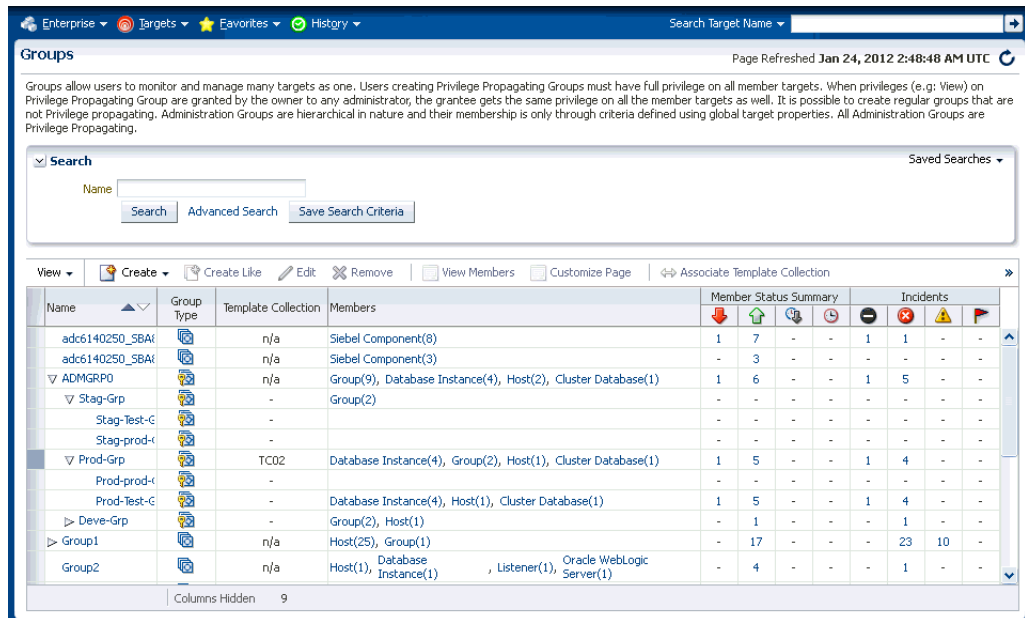 Enterprise Targets Favorites History Search Target Name
Groups Page Refreshed Jan 24, 2012 2:48:48 AM UTC
Groups allow users to monitor and manage many targets as one. Users creating Privilege Propagating Groups must have full privilege on all member targets. When privileges (e.g: View) on
Privilege Propagating Group are granted by the owner to any administrator, the grantee gets the same privilege on all the member targets as well. It is possible to create regular groups that are
not Privilege propagating. Administration Groups are hierarchical in nature and their membership is only through criteria defined using global target properties. All Administration Groups are
Privilege Propagating.
Search Saved Searches
Name
Search Advanced Search Save Search Criteria
View Create Create Like Edit Remove View Members Customize Page Associate Template Collection »
Name Group Type Template Collection Members Member Status Summary Incidents
adc6140250_SBA n/a Siebel Component(8) 1 7 - - 1 1 - -
adc6140250_SBA n/a Siebel Component(3) - 3 - - - - - -
ADMGRP0 n/a Group(9), Database Instance(4), Host(2), Cluster Database(1) 1 6 - - 1 5 - -
Stag-Grp - Group(2) - - - - - - - -
Stag-Test-G - - - - - - - - -
Stag-prod- - - - - - - - - -
Prod-Grp TC02 Database Instance(4), Group(2), Host(1), Cluster Database(1) 1 5 - - 1 4 - -
Prod-prod- - - - - - - - - -
Prod-Test-G - Database Instance(4), Host(1), Cluster Database(1) 1 5 - - 1 4 - -
Deve-Grp - Group(2), Host(1) - 1 - - - 1 - -
Group1 n/a Host(25), Group(1) - 17 - - - 23 10 -
Group2 n/a Host(1), Database Instance(1) , Listener(1), Oracle WebLogic Server(1) - 4 - - - 1 - -
Columns Hidden 9